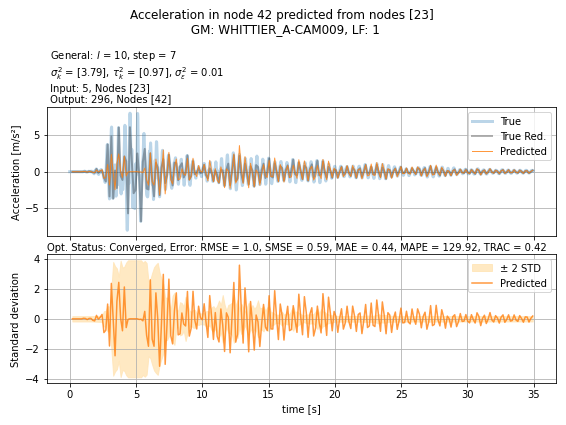 Acceleration in node 42 predicted from nodes [23]
GM: WHITTIER_A-CAM009, LF: 1
General: l = 10, step = 7
σ²ₖ = [3.79], τ²ₖ = [0.97], σ²ε = 0.01
Input: 5, Nodes [23]
Output: 296, Nodes [42]
True
True Red.
Predicted
Acceleration [m/s²]
5
0
−5
Opt. Status: Converged, Error: RMSE = 1.0, SMSE = 0.59, MAE = 0.44, MAPE = 129.92, TRAC = 0.42
± 2 STD
Predicted
Standard deviation
4
2
0
−2
−4
0 5 10 15 20 25 30 35
time [s]